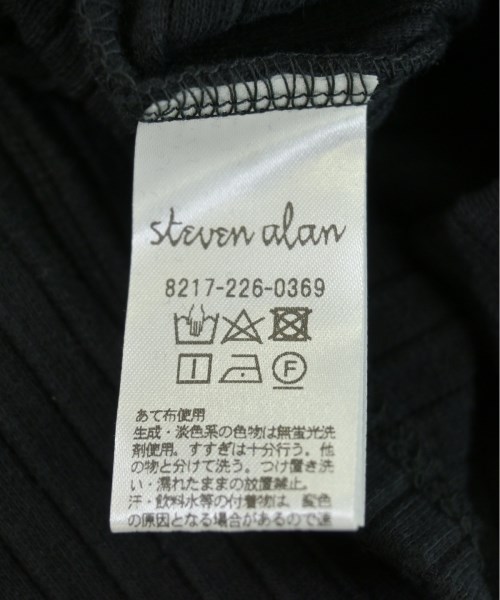 steven alan
8217-226-0369
F
あて布使用
生成・淡色系の色物は無蛍光洗
剤使用。すすぎは十分行う。他
の物と分けて洗う。つけ置き洗
い・濡れたままの放置禁止。
汗・飲料水等の付着物は、変色
の原因となる場合があるので速